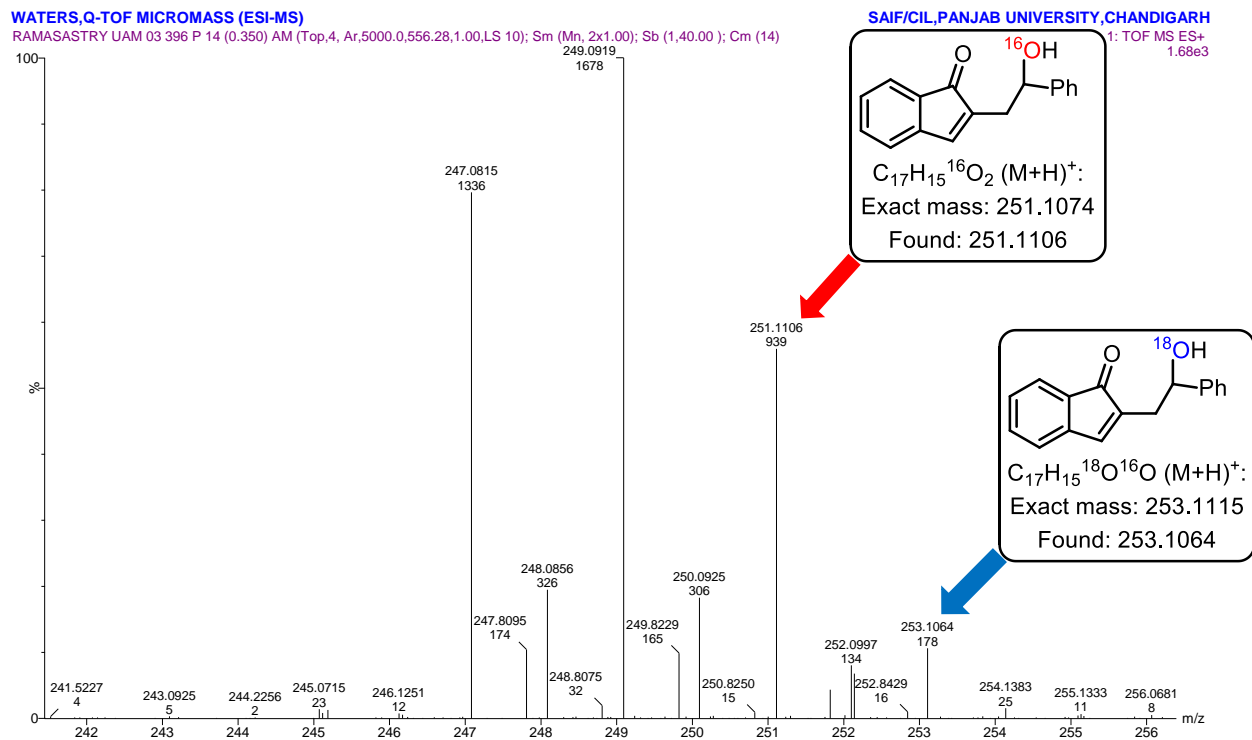 WATERS,Q-TOF MICROMASS (ESI-MS) SAIF/CIL,PANJAB UNIVERSITY,CHANDIGARH
RAMASASTRY UAM 03 396 P 14 (0.350) AM (Top,4, Ar,5000.0,556.28,1.00,LS 10); Sm (Mn, 2x1.00); Sb (1,40.00 ); Cm (14) 1: TOF MS ES+
1.68e3
100
%
0
249.0919
1678
247.0815
1336
251.1106
939
248.0856
326
250.0925
306
247.8095
174
249.8229
165
253.1064
178
252.0997
134
248.8075
32
250.8250
15
252.8429
16
241.5227
4
243.0925
5
244.2256
2
245.0715
23
246.1251
12
254.1383
25
255.1333
11
256.0681
8
242 243 244 245 246 247 248 249 250 251 252 253 254 255 256
m/z
O ¹⁶OH
Ph
C₁₇H₁₅¹⁶O₂ (M+H)⁺:
Exact mass: 251.1074
Found: 251.1106
O ¹⁸OH
Ph
C₁₇H₁₅¹⁸O¹⁶O (M+H)⁺:
Exact mass: 253.1115
Found: 253.1064